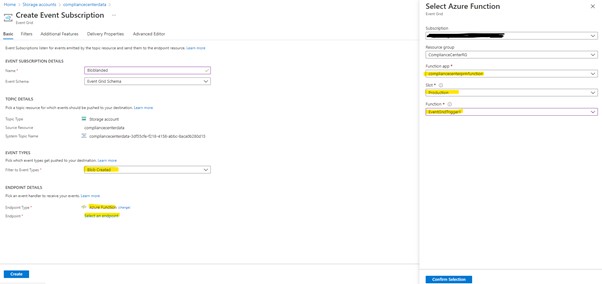 Home > Storage accounts > compliancecenterdata >
Create Event Subscription ...
Event Grid
Basic Filters Additional Features Delivery Properties Advanced Editor
Event Subscriptions listen for events emitted by the topic resource and send them to the endpoint resource. Learn more
EVENT SUBSCRIPTION DETAILS
Name *
Event Schema Event Grid Schema
TOPIC DETAILS
Pick a topic resource for which events should be pushed to your destination. Learn more
Topic Type Storage account
Source Resource compliancecenterdata
System Topic Name
EVENT TYPES
Pick which event types get pushed to your destination. Learn more
Filter to Event Types * Blob Created
ENDPOINT DETAILS
Pick an event handler to receive your events. Learn more
Endpoint Type * Azure Function (change)
Endpoint * Select an endpoint
Create
Select Azure Function
Event Grid
Subscription
Resource group
ComplianceCenterRG
Function app *
Slot *
Production
Function *
EventGridTrigger1
Confirm Selection